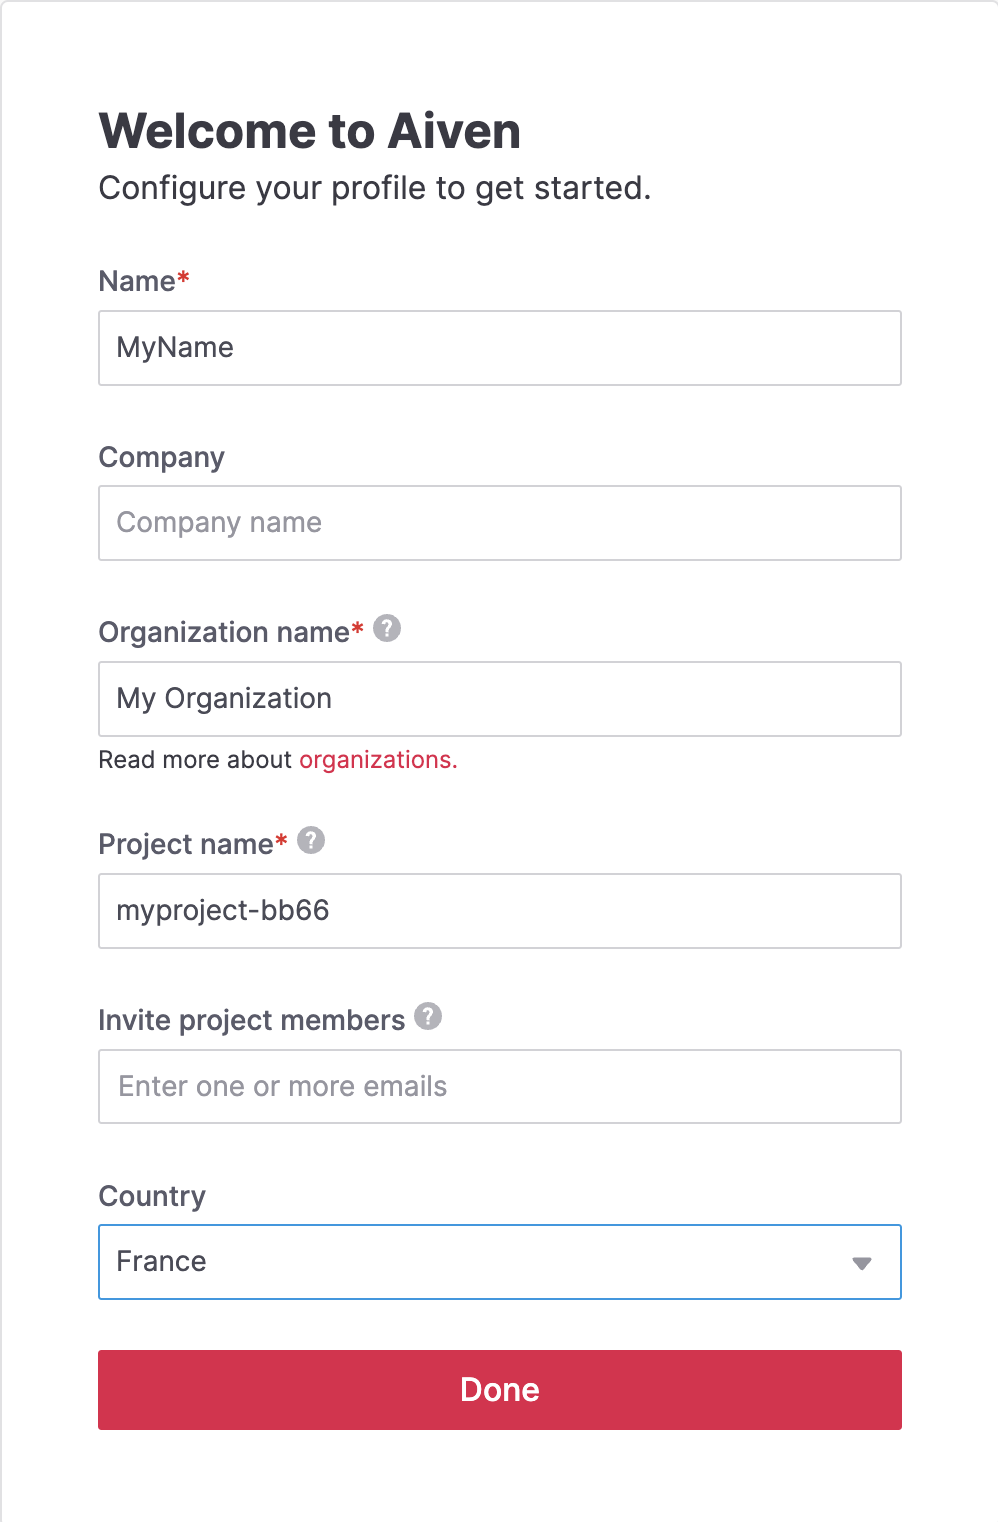 Welcome to Aiven
Configure your profile to get started.
Name*
MyName
Company
Company name
Organization name* ?
My Organization
Read more about organizations.
Project name* ?
myproject-bb66
Invite project members ?
Enter one or more emails
Country
France
Done